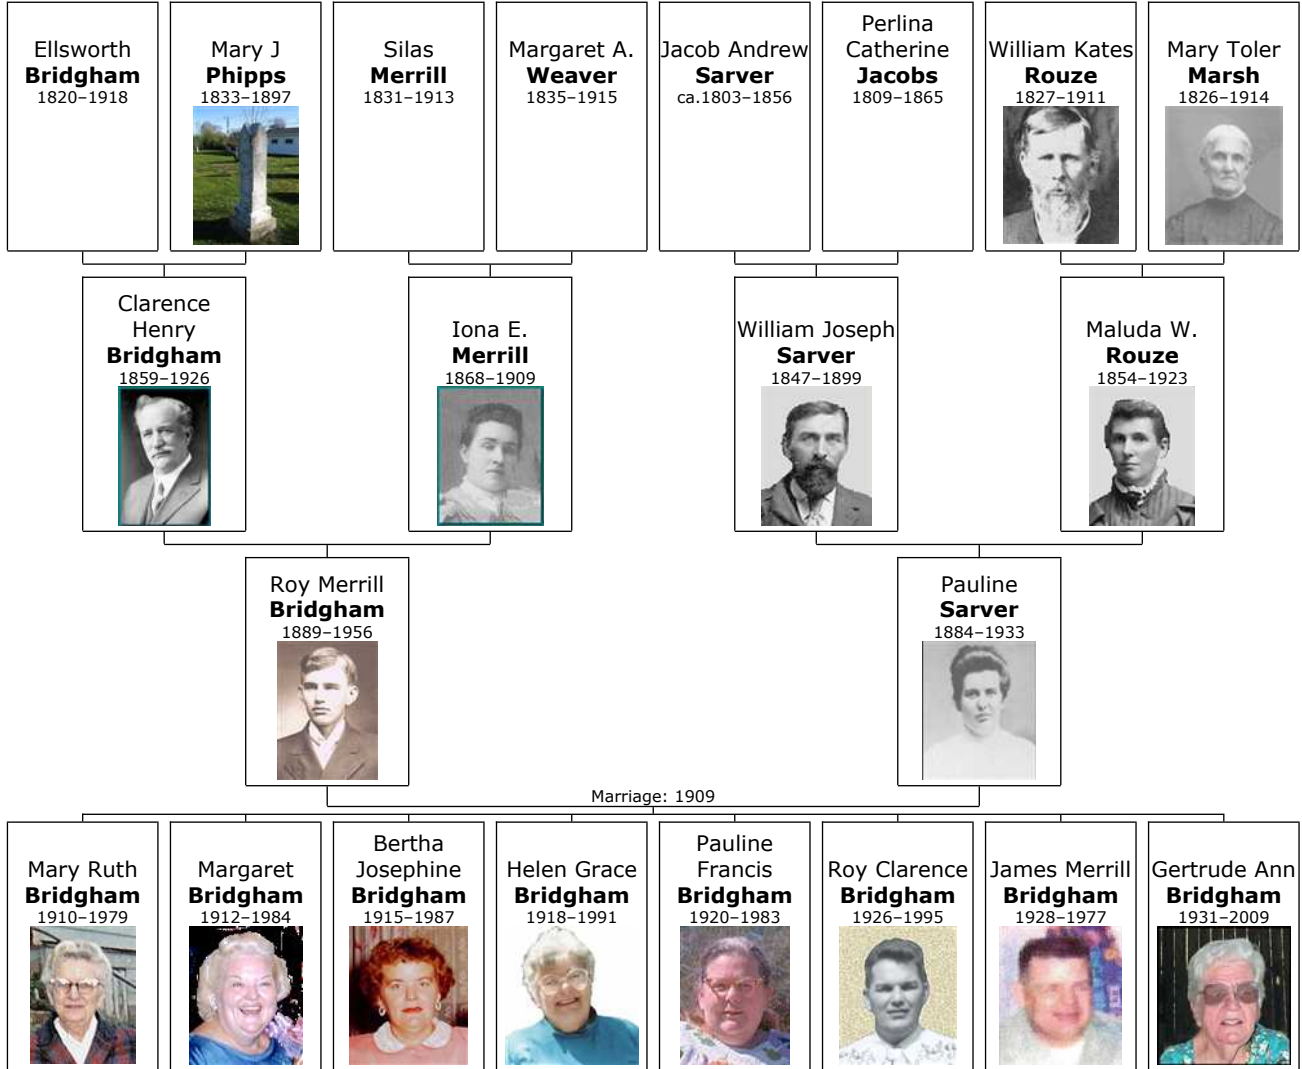 Ellsworth
Bridgham
1820–1918
Mary J
Phipps
1833–1897
Silas
Merrill
1831–1913
Margaret A.
Weaver
1835–1915
Jacob Andrew
Sarver
ca.1803–1856
Perlina
Catherine
Jacobs
1809–1865
William Kates
Rouze
1827–1911
Mary Toler
Marsh
1826–1914
Clarence
Henry
Bridgham
1859–1926
Iona E.
Merrill
1868–1909
William Joseph
Sarver
1847–1899
Maluda W.
Rouze
1854–1923
Roy Merrill
Bridgham
1889–1956
Pauline
Sarver
1884–1933
Marriage: 1909
Mary Ruth
Bridgham
1910–1979
Margaret
Bridgham
1912–1984
Bertha
Josephine
Bridgham
1915–1987
Helen Grace
Bridgham
1918–1991
Pauline
Francis
Bridgham
1920–1983
Roy Clarence
Bridgham
1926–1995
James Merrill
Bridgham
1928–1977
Gertrude Ann
Bridgham
1931–2009